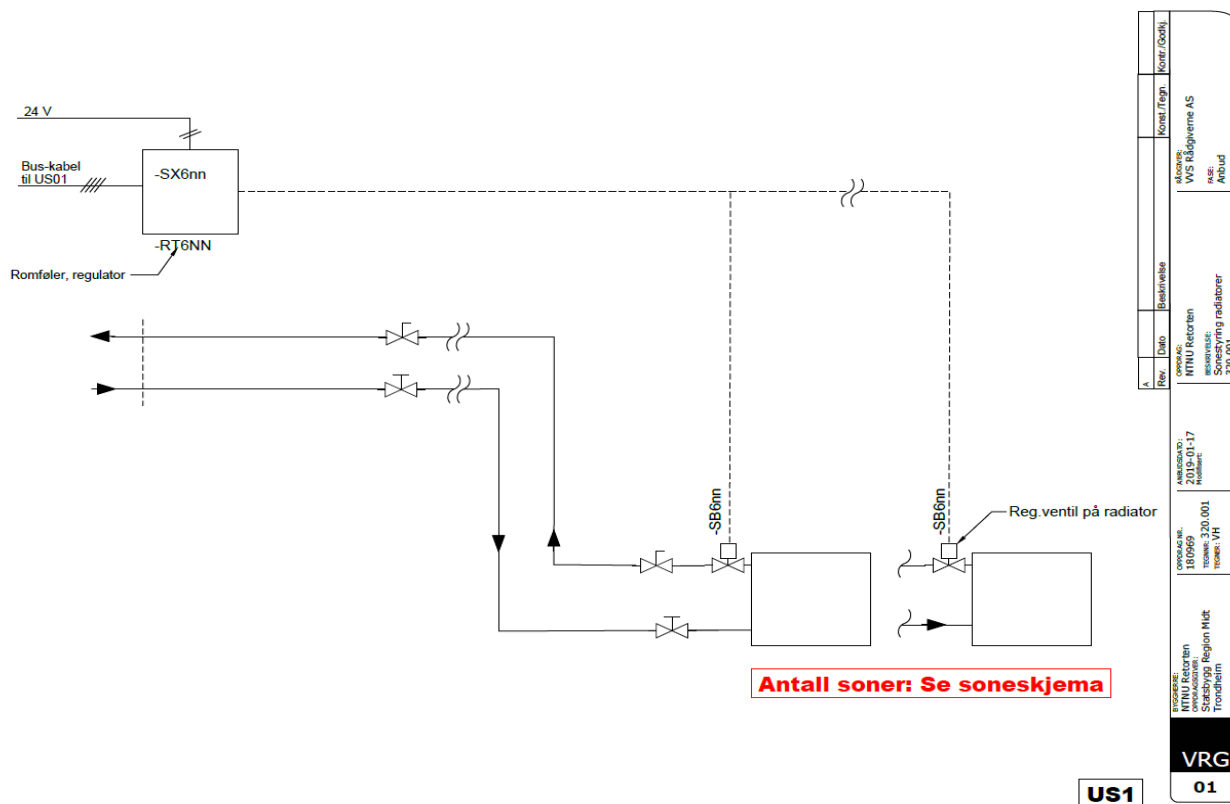 24 V
Bus-kabel
til US01
-SX6nn
-RT6NN
Romføler, regulator
-SB6nn
-SB6nn
Reg.ventil på radiator
Antall soner: Se soneskjema
US1
A
Rev.
Dato
Beskrivelse
Konst./Tegn.
Kontr./Godkj.
RÅDGIVER:
VVS Rådgiverne AS
FASE:
Anbud
OPPDRAG:
NTNU Retorten
BESKRIVELSE:
Sonestyring radiatorer
320.001
ANBUDSDATO:
2019-01-17
Modifisert:
OPPDRAG NR.
180969
TEGNNR: 320.001
TEGNER: VH
BYGGHERRE:
NTNU Retorten
OPPDRAGSGIVER:
Statsbygg Region Midt
Trondheim
VRG
01